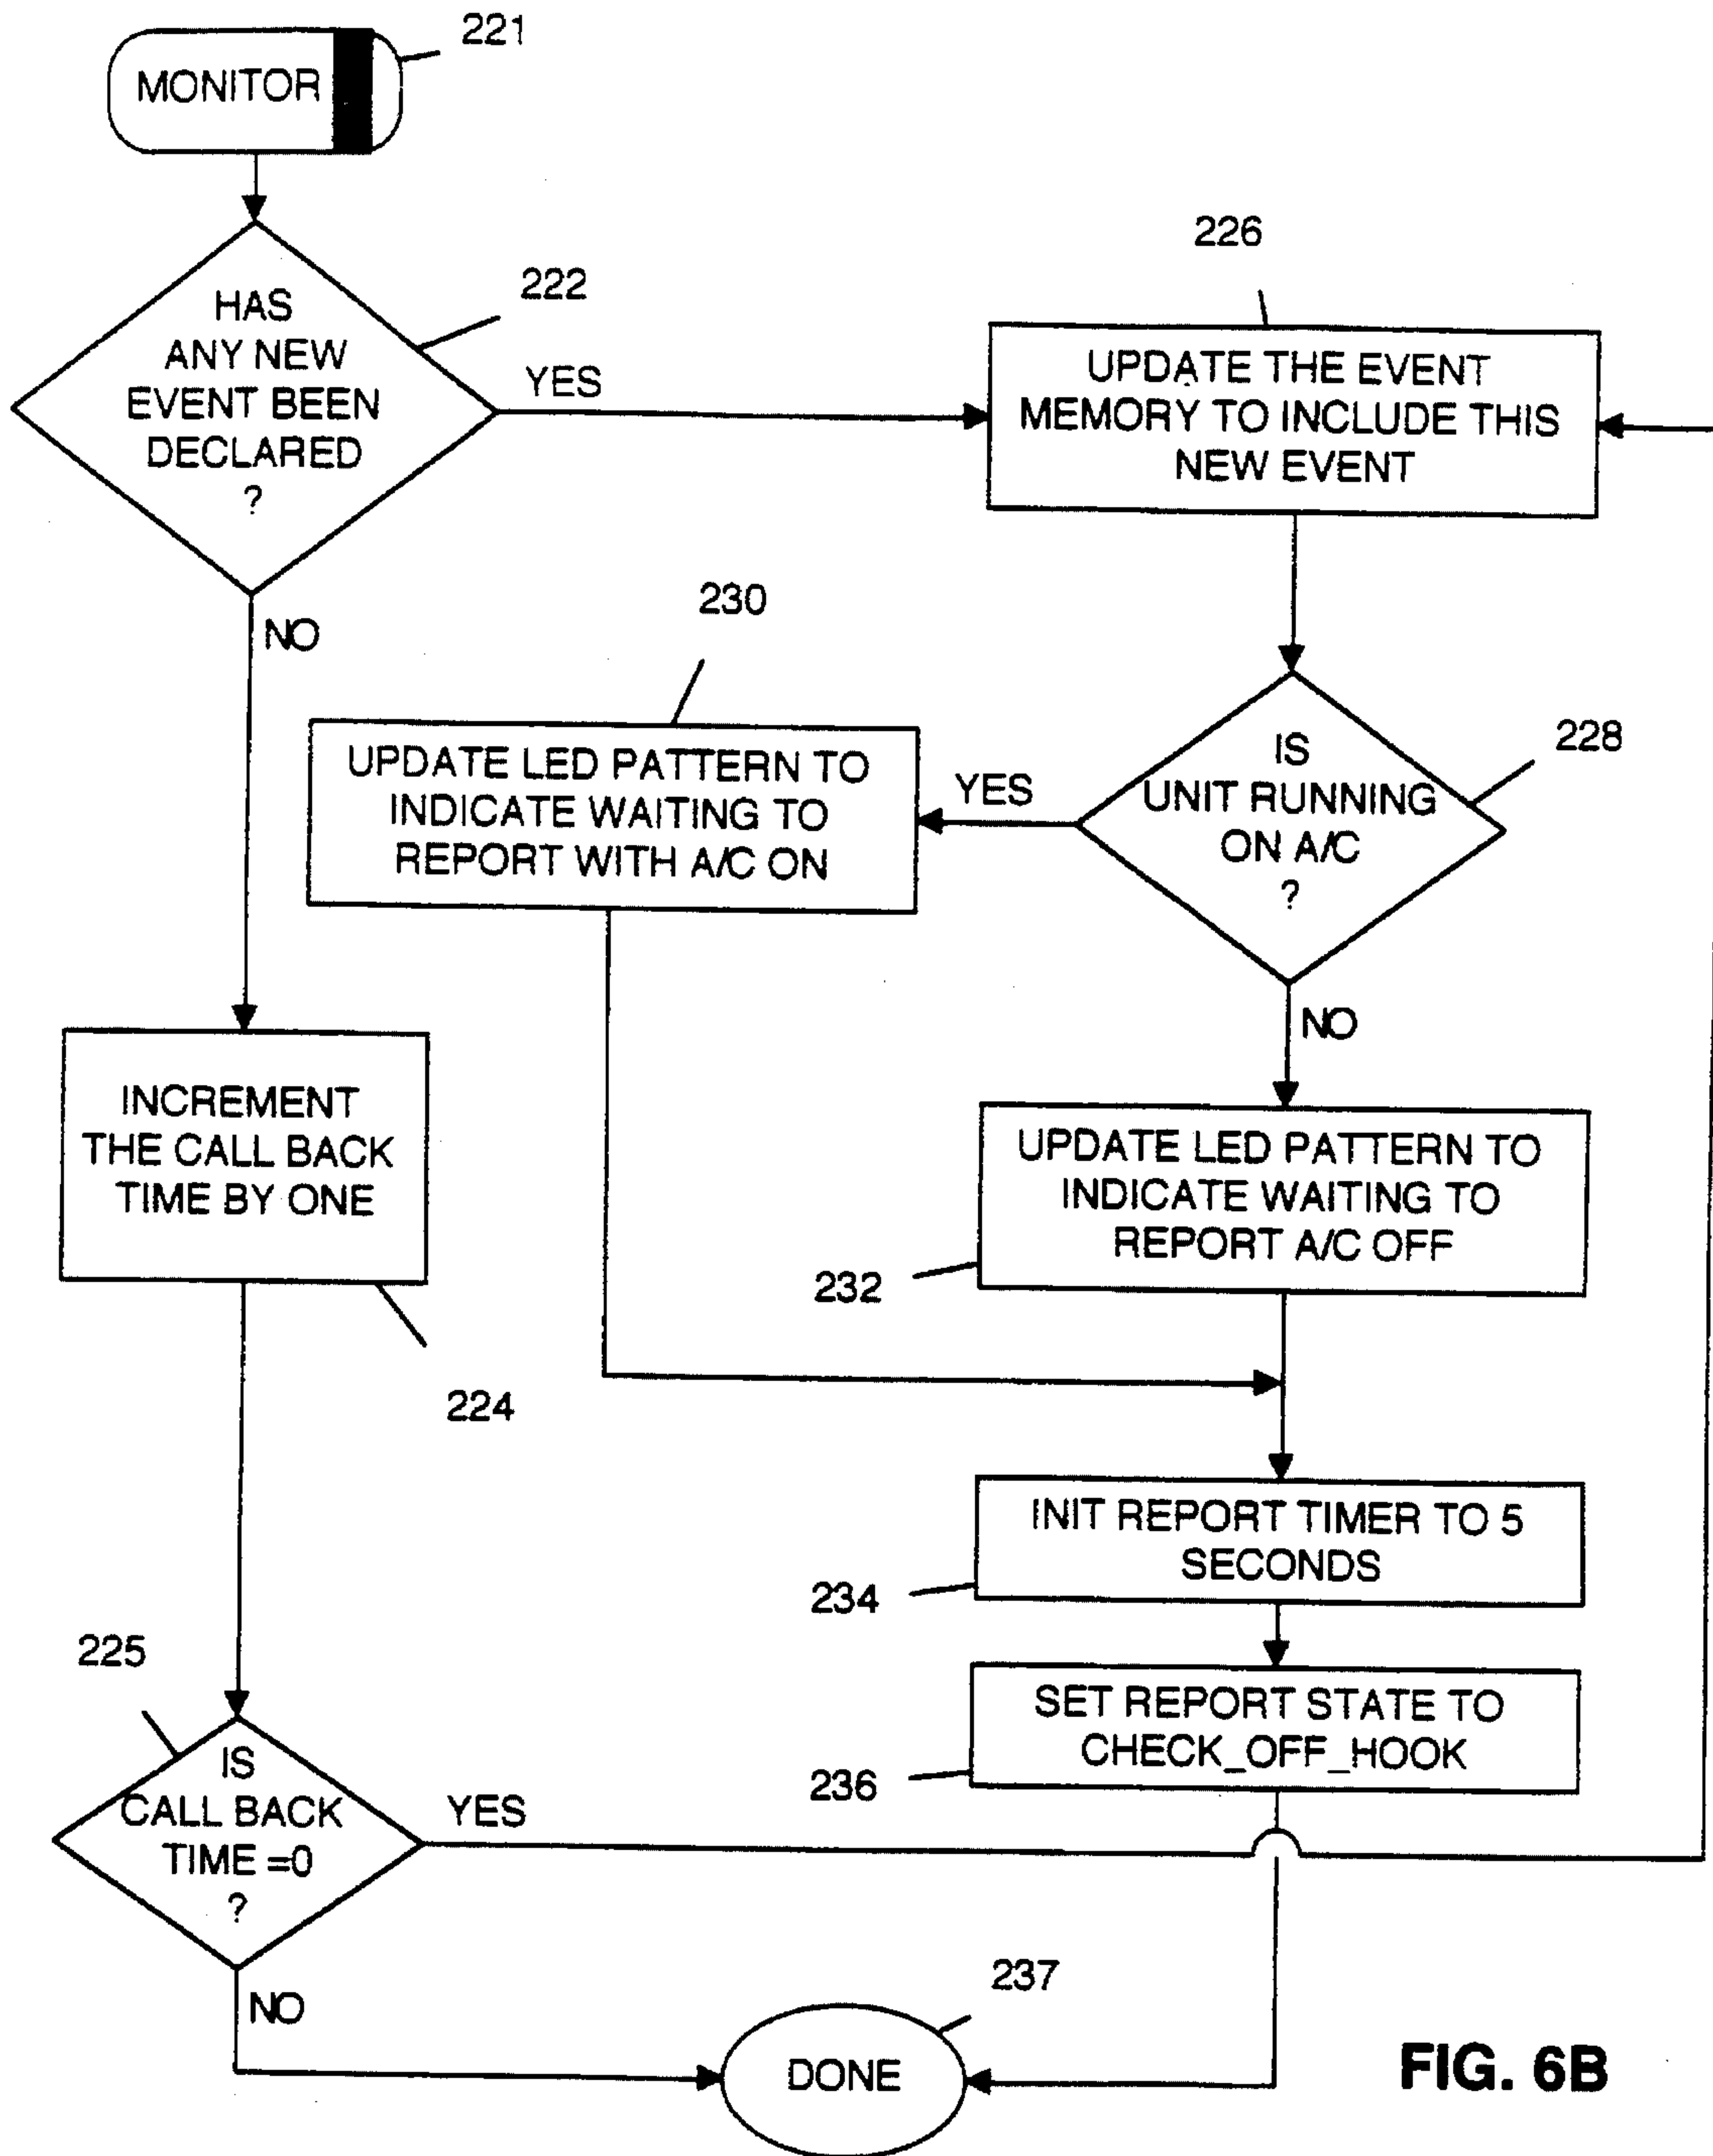 221
MONITOR
222
HAS
ANY NEW
EVENT BEEN
DECLARED
?
YES
NO
226
UPDATE THE EVENT
MEMORY TO INCLUDE THIS
NEW EVENT
230
UPDATE LED PATTERN TO
INDICATE WAITING TO
REPORT WITH A/C ON
YES
228
IS
UNIT RUNNING
ON A/C
?
NO
INCREMENT
THE CALL BACK
TIME BY ONE
224
UPDATE LED PATTERN TO
INDICATE WAITING TO
REPORT A/C OFF
232
INIT REPORT TIMER TO 5
SECONDS
234
225
IS
CALL BACK
TIME =0
?
YES
NO
SET REPORT STATE TO
CHECK_OFF_HOOK
236
237
DONE
FIG. 6B